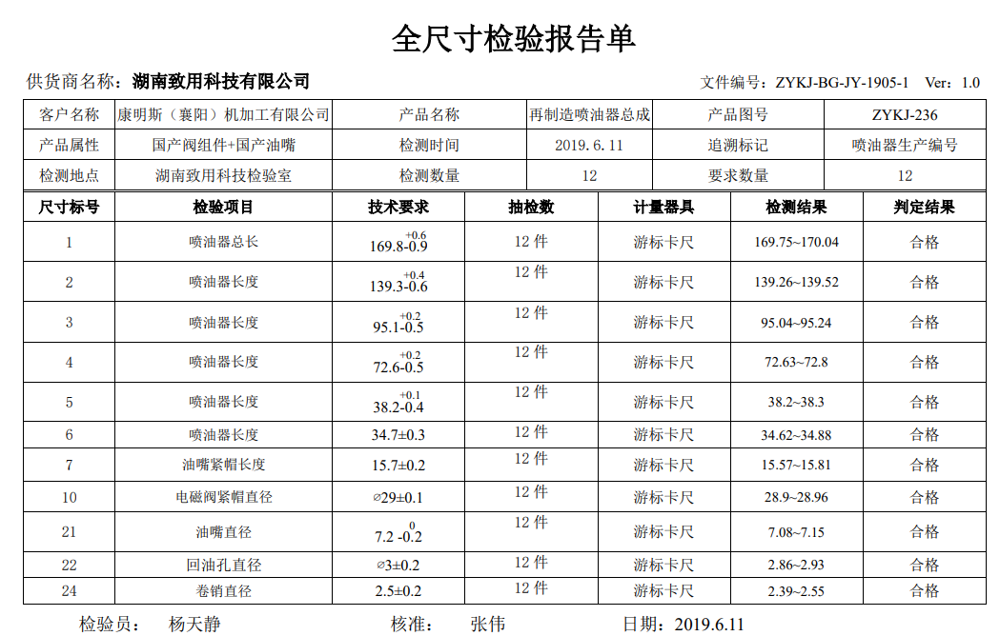 全尺寸检验报告单
供货商名称：湖南致用科技有限公司 文件编号：ZYKJ-BG-JY-1905-1 Ver：1.0
客户名称 康明斯（襄阳）机加工有限公司 产品名称 再制造喷油器总成 产品图号 ZYKJ-236
产品属性 国产阀组件+国产油嘴 检测时间 2019.6.11 追溯标记 喷油器生产编号
检测地点 湖南致用科技检验室 检测数量 12 要求数量 12
尺寸标号 检验项目 技术要求 抽检数 计量器具 检测结果 判定结果
1 喷油器总长 169.8+0.6-0.9 12 件 游标卡尺 169.75~170.04 合格
2 喷油器长度 139.3+0.4-0.6 12 件 游标卡尺 139.26~139.52 合格
3 喷油器长度 95.1+0.2-0.5 12 件 游标卡尺 95.04~95.24 合格
4 喷油器长度 72.6+0.2-0.5 12 件 游标卡尺 72.63~72.8 合格
5 喷油器长度 38.2+0.1-0.4 12 件 游标卡尺 38.2~38.3 合格
6 喷油器长度 34.7±0.3 12 件 游标卡尺 34.62~34.88 合格
7 油嘴紧帽长度 15.7±0.2 12 件 游标卡尺 15.57~15.81 合格
10 电磁阀紧帽直径 ∅29±0.1 12 件 游标卡尺 28.9~28.96 合格
21 油嘴直径 7.2 0 -0.2 12 件 游标卡尺 7.08~7.15 合格
22 回油孔直径 ∅3±0.2 12 件 游标卡尺 2.86~2.93 合格
24 卷销直径 2.5±0.2 12 件 游标卡尺 2.39~2.55 合格
检验员： 杨天静 核准： 张伟 日期：2019.6.11